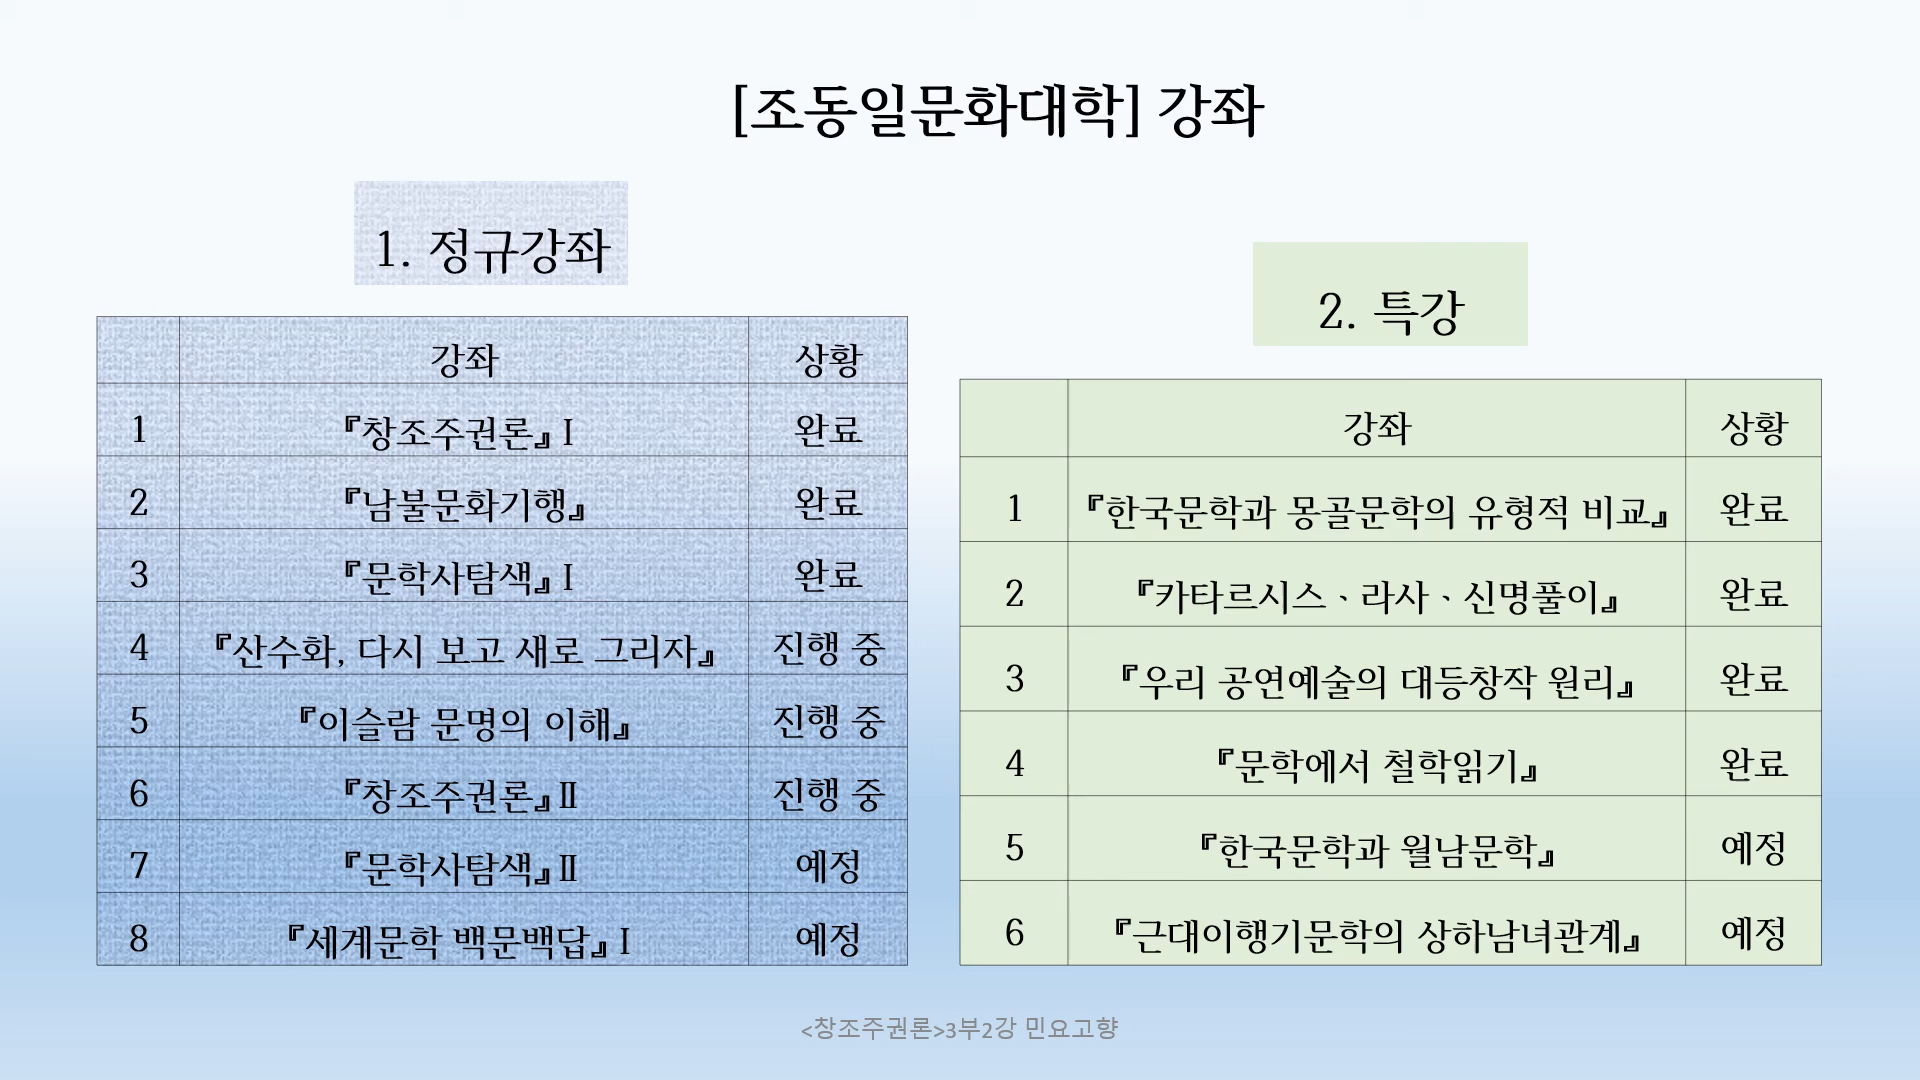 [조동일문화대학] 강좌
1. 정규강좌
강좌 상황
1 『창조주권론』 Ⅰ 완료
2 『남불문화기행』 완료
3 『문학사탐색』 Ⅰ 완료
4 『산수화, 다시 보고 새로 그리자』 진행 중
5 『이슬람 문명의 이해』 진행 중
6 『창조주권론』 Ⅱ 진행 중
7 『문학사탐색』 Ⅱ 예정
8 『세계문학 백문백답』 Ⅰ 예정
2. 특강
강좌 상황
1 『한국문학과 몽골문학의 유형적 비교』 완료
2 『카타르시스、라사、신명풀이』 완료
3 『우리 공연예술의 대등창작 원리』 완료
4 『문학에서 철학읽기』 완료
5 『한국문학과 월남문학』 예정
6 『근대이행기문학의 상하남녀관계』 예정
<창조주권론>3부2강 민요고향